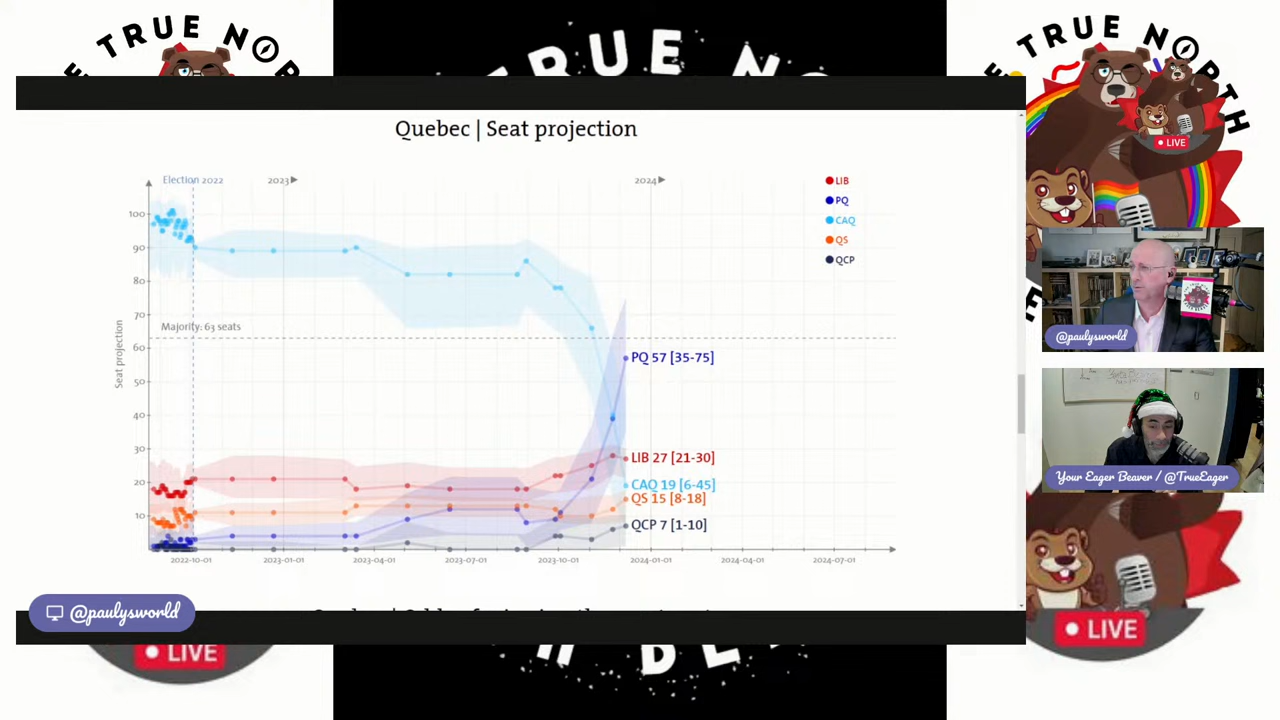 E TRUE NO
TRUE NO
E TRUE NORTH
LIVE
Quebec | Seat projection
Election 2022
2023▶
2024▶
LIB
PQ
CAQ
QS
QCP
100
90
80
70
60
50
40
30
20
10
Seat projection
Majority: 63 seats
PQ 57 [35-75]
LIB 27 [21-30]
CAQ 19 [6-45]
QS 15 [8-18]
QCP 7 [1-10]
2022-10-01
2023-01-01
2023-04-01
2023-07-01
2023-10-01
2024-01-01
2024-04-01
2024-07-01
@paulysworld
Your Eager Beaver / @TrueEager
@paulysworld
LIVE
LIVE